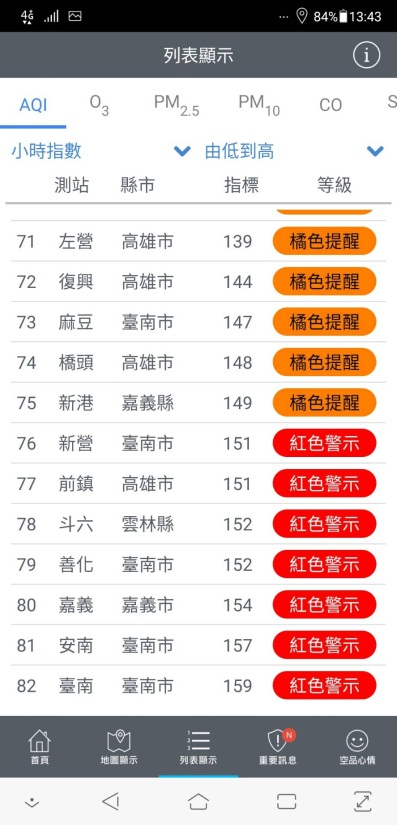 4G ... 84% 13:43
列表顯示 i
AQI O3 PM2.5 PM10 CO S
小時指數 由低到高
測站 縣市 指標 等級
71 左營 高雄市 139 橘色提醒
72 復興 高雄市 144 橘色提醒
73 麻豆 臺南市 147 橘色提醒
74 橋頭 高雄市 148 橘色提醒
75 新港 嘉義縣 149 橘色提醒
76 新營 臺南市 151 紅色警示
77 前鎮 高雄市 151 紅色警示
78 斗六 雲林縣 152 紅色警示
79 善化 臺南市 152 紅色警示
80 嘉義 嘉義市 154 紅色警示
81 安南 臺南市 157 紅色警示
82 臺南 臺南市 159 紅色警示
1 2 3 ! N
首頁 地圖顯示 列表顯示 重要訊息 空品心情